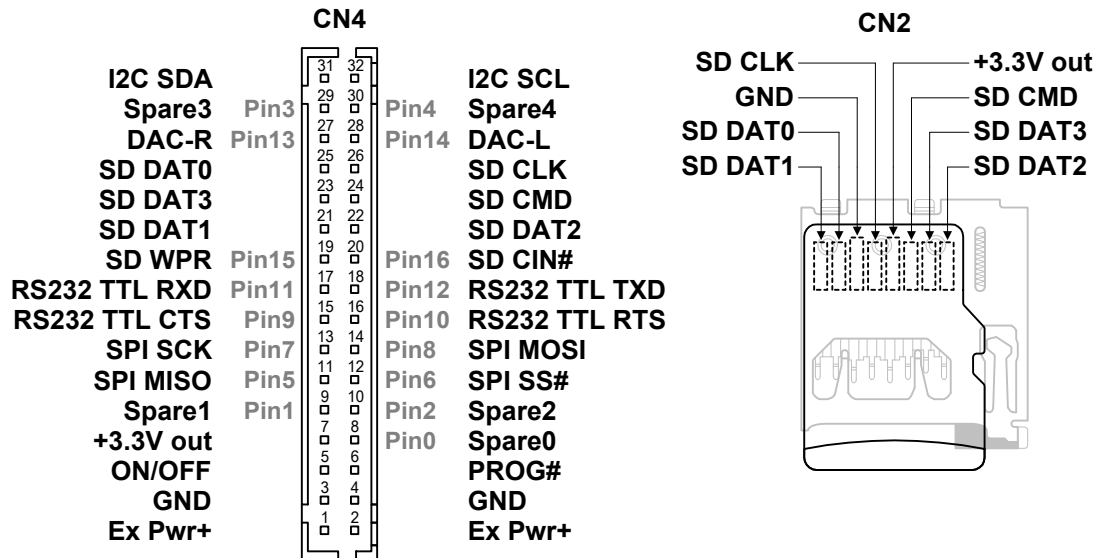 CN4
I2C SDA 31 32 I2C SCL
Spare3 Pin3 29 30 Pin4 Spare4
DAC-R Pin13 27 28 Pin14 DAC-L
SD DAT0 25 26 SD CLK
SD DAT3 23 24 SD CMD
SD DAT1 21 22 SD DAT2
SD WPR Pin15 19 20 Pin16 SD CIN#
RS232 TTL RXD Pin11 17 18 Pin12 RS232 TTL TXD
RS232 TTL CTS Pin9 15 16 Pin10 RS232 TTL RTS
SPI SCK Pin7 13 14 Pin8 SPI MOSI
SPI MISO Pin5 11 12 Pin6 SPI SS#
Spare1 Pin1 9 10 Pin2 Spare2
+3.3V out 7 8 Pin0 Spare0
ON/OFF 5 6 PROG#
GND 3 4 GND
Ex Pwr+ 1 2 Ex Pwr+
CN2
SD CLK +3.3V out
GND SD CMD
SD DAT0 SD DAT3
SD DAT1 SD DAT2